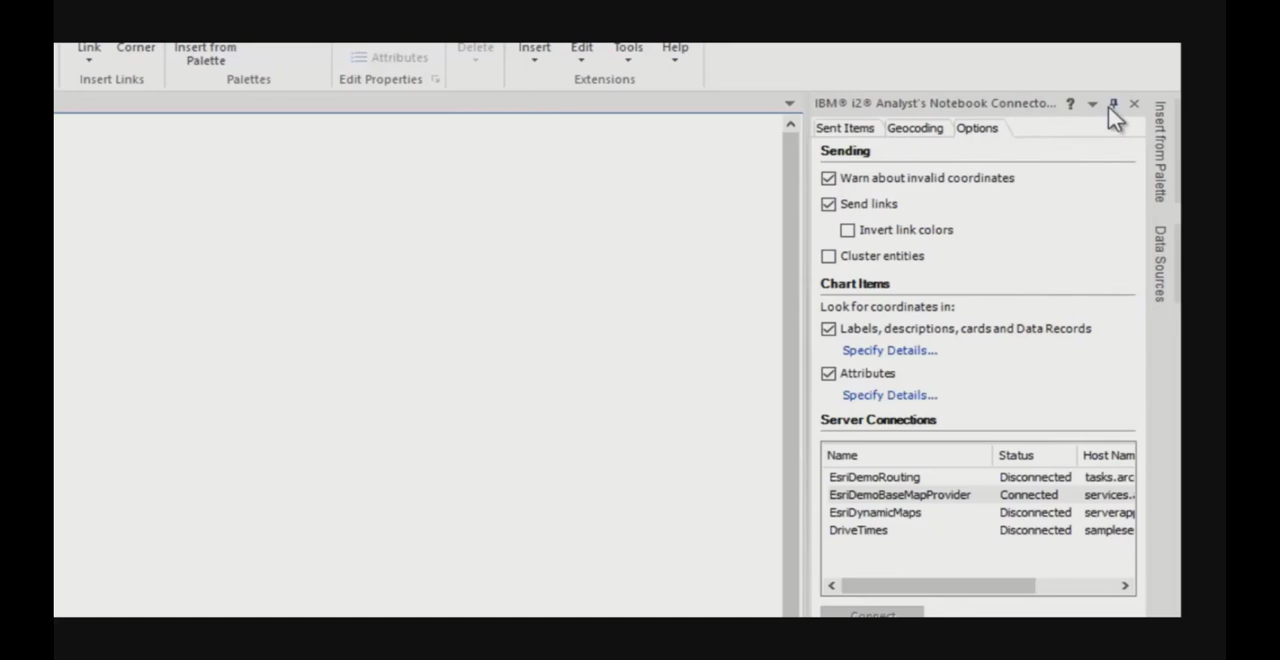 Link Corner Insert from Palette Attributes Delete Insert Edit Tools Help
Insert Links Palettes Edit Properties Extensions
IBM® i2® Analyst's Notebook Connecto... ?
Sent Items Geocoding Options
Sending
Warn about invalid coordinates
Send links
Invert link colors
Cluster entities
Chart Items
Look for coordinates in:
Labels, descriptions, cards and Data Records
Specify Details...
Attributes
Specify Details...
Server Connections
Name Status Host Nam
EsriDemoRouting Disconnected tasks.arc
EsriDemoBaseMapProvider Connected services.
EsriDynamicMaps Disconnected serverapp
DriveTimes Disconnected samplese
Connect
Insert from Palette
Data Sources